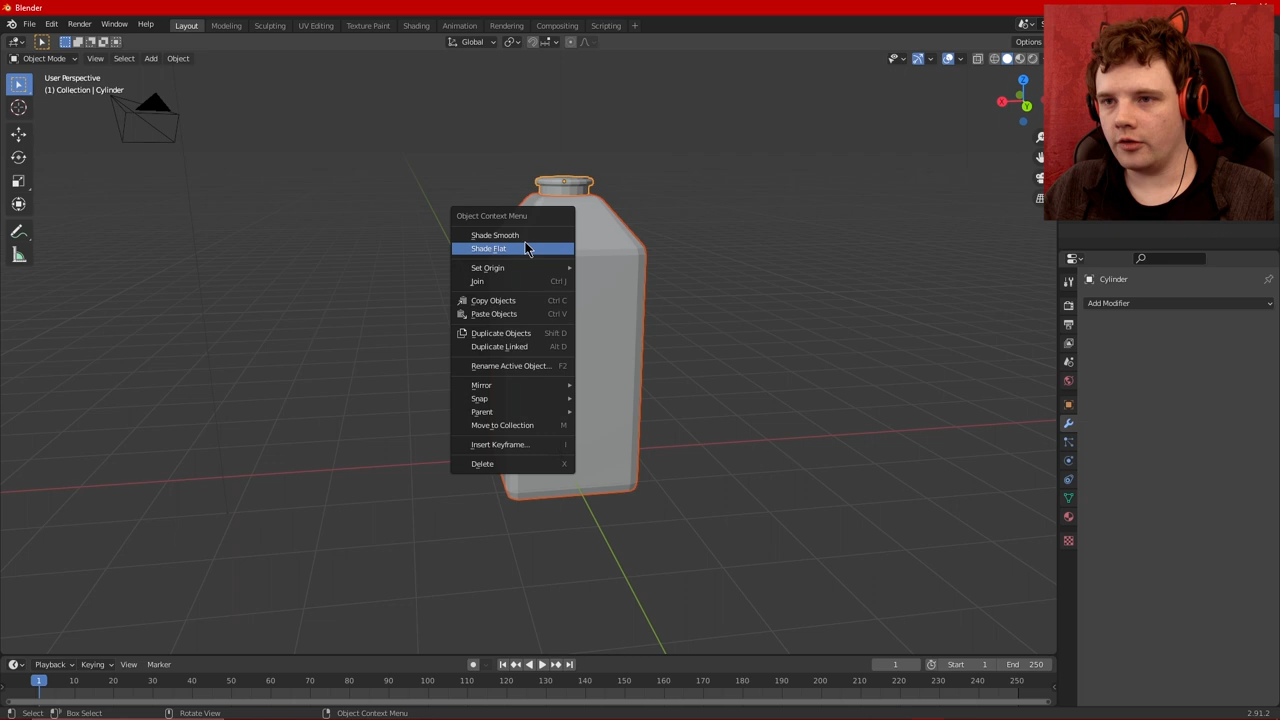 Blender
File Edit Render Window Help Layout Modeling Sculpting UV Editing Texture Paint Shading Animation Rendering Compositing Scripting +
Global Options
Object Mode View Select Add Object
User Perspective
(1) Collection | Cylinder
Z
X
Y
Object Context Menu
Shade Smooth
Shade Flat
Set Origin
Join Ctrl J
Copy Objects Ctrl C
Paste Objects Ctrl V
Duplicate Objects Shift D
Duplicate Linked Alt D
Rename Active Object... F2
Mirror
Snap
Parent
Move to Collection M
Insert Keyframe... I
Delete X
Cylinder
Add Modifier
Playback Keying View Marker 1 Start 1 End 250
1 10 20 30 40 50 60 70 80 90 100 110 120 130 140 150 160 170 180 190 200 210 220 230 240 250
Select Box Select Rotate View Object Context Menu 2.91.2